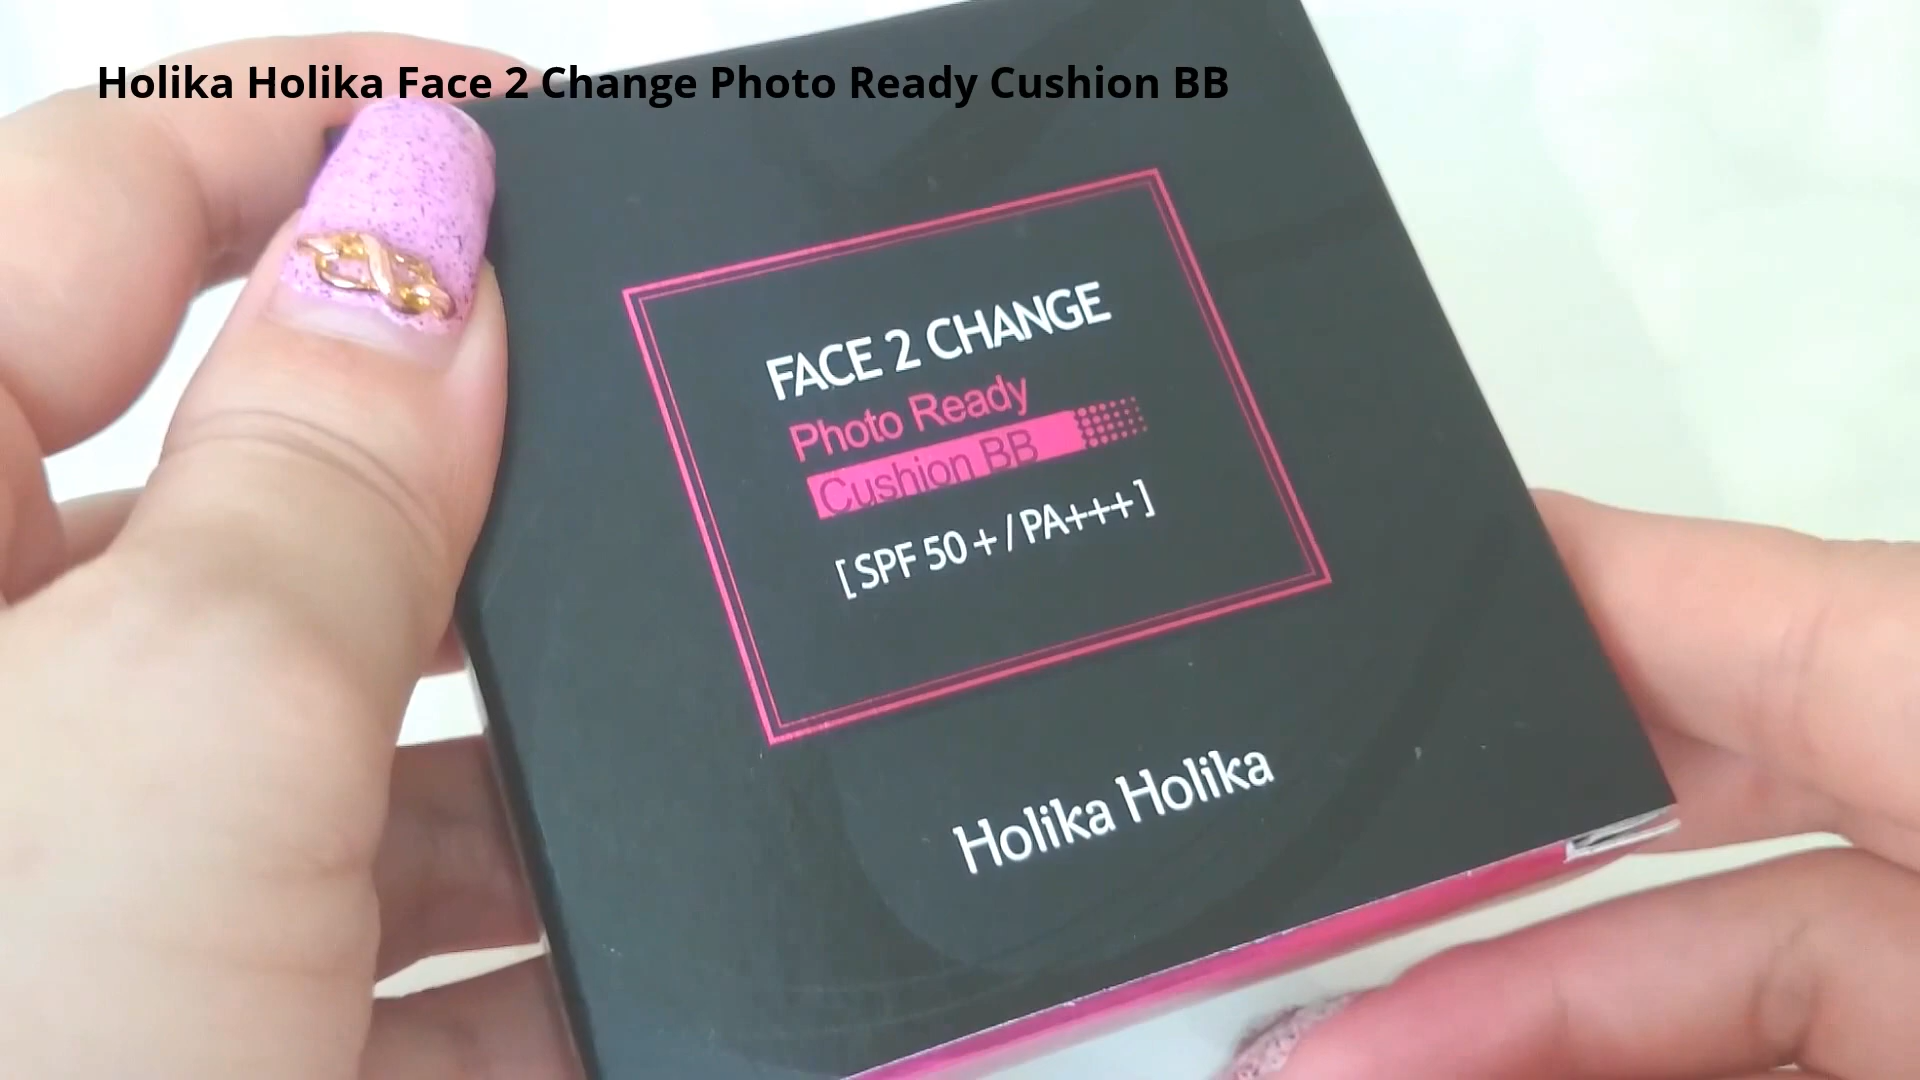 Holika Holika Face 2 Change Photo Ready Cushion BB
FACE 2 CHANGE
Photo Ready
Cushion BB
[ SPF 50 + / PA+++ ]
Holika Holika